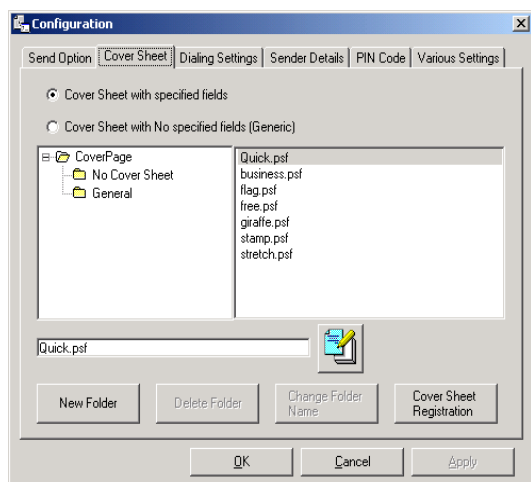 Configuration
Send Option Cover Sheet Dialing Settings Sender Details PIN Code Various Settings
Cover Sheet with specified fields
Cover Sheet with No specified fields (Generic)
CoverPage
No Cover Sheet
General
Quick.psf
business.psf
flag.psf
free.psf
giraffe.psf
stamp.psf
stretch.psf
Quick.psf
New Folder
Delete Folder
Change Folder
Name
Cover Sheet
Registration
OK
Cancel
Apply